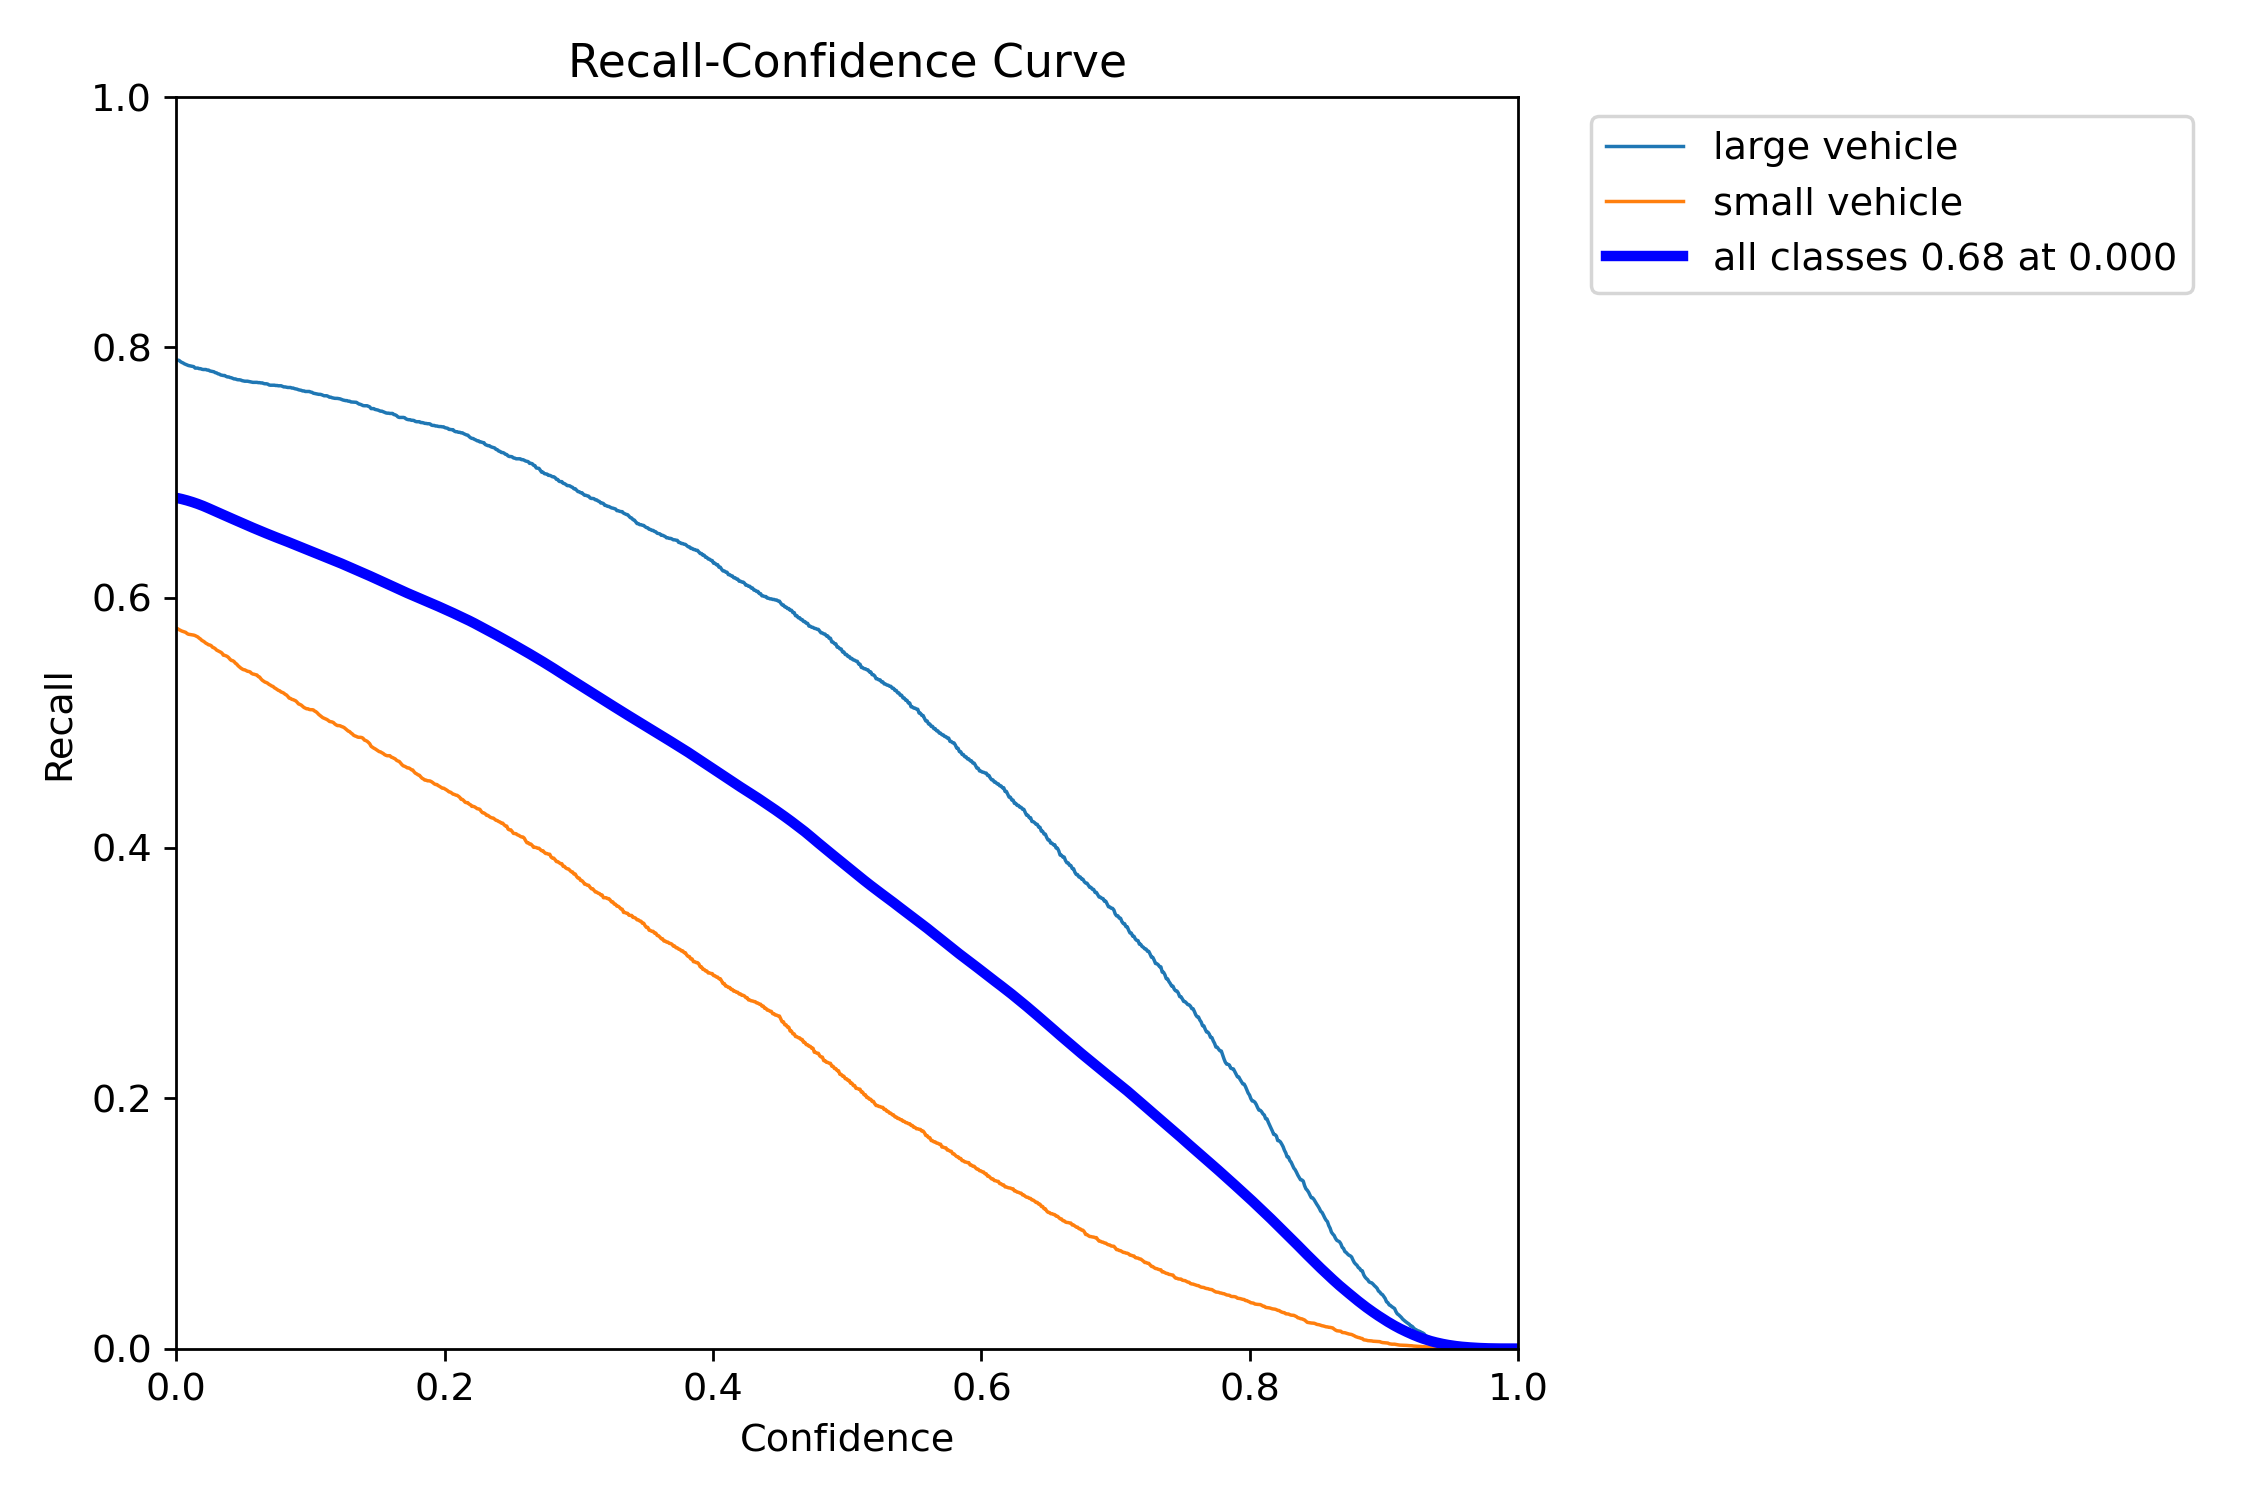 Recall-Confidence Curve
1.0
0.8
0.6
0.4
0.2
0.0
Recall
0.0 0.2 0.4 0.6 0.8 1.0
Confidence
large vehicle
small vehicle
all classes 0.68 at 0.000